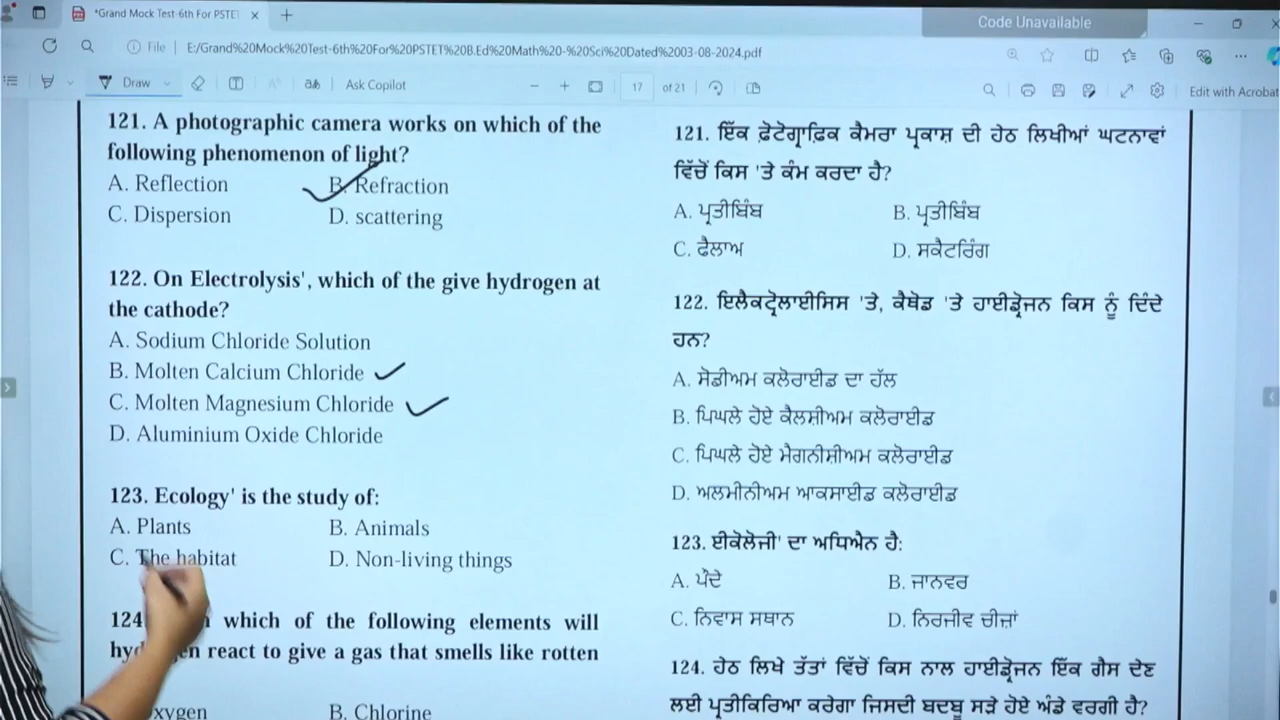 *Grand Mock Test-6th For PSTET
Code Unavailable
File
E:/Grand%20Mock%20Test-6th%20For%20PSTET%20B.Ed%20Math%20-%20Sci%20Dated%2003-08-2024.pdf
Draw
Ask Copilot
17 of 21
Edit with Acrobat
121. A photographic camera works on which of the
following phenomenon of light?
A. Reflection B. Refraction
C. Dispersion D. scattering
122. On Electrolysis', which of the give hydrogen at
the cathode?
A. Sodium Chloride Solution
B. Molten Calcium Chloride
C. Molten Magnesium Chloride
D. Aluminium Oxide Chloride
123. Ecology' is the study of:
A. Plants B. Animals
C. The habitat D. Non-living things
124 which of the following elements will
react to give a gas that smells like rotten
B. Chlorine
121. ਇੱਕ ਫ਼ੋਟੋਗ੍ਰਾਫ਼ਿਕ ਕੈਮਰਾ ਪ੍ਰਕਾਸ਼ ਦੀ ਹੇਠ ਲਿਖੀਆਂ ਘਟਨਾਵਾਂ
ਵਿੱਚੋਂ ਕਿਸ 'ਤੇ ਕੰਮ ਕਰਦਾ ਹੈ?
A. ਪ੍ਰਤੀਬਿੰਬ B. ਪ੍ਰਤੀਬਿੰਬ
C. ਫੈਲਾਅ D. ਸਕੈਟਰਿੰਗ
122. ਇਲੈਕਟ੍ਰੋਲਾਈਸਿਸ 'ਤੇ, ਕੈਥੋਡ 'ਤੇ ਹਾਈਡ੍ਰੋਜਨ ਕਿਸ ਨੂੰ ਦਿੰਦੇ
ਹਨ?
A. ਸੋਡੀਅਮ ਕਲੋਰਾਈਡ ਦਾ ਹੱਲ
B. ਪਿਘਲੇ ਹੋਏ ਕੈਲਸ਼ੀਅਮ ਕਲੋਰਾਈਡ
C. ਪਿਘਲੇ ਹੋਏ ਮੈਗਨੀਸ਼ੀਅਮ ਕਲੋਰਾਈਡ
D. ਅਲਮੀਨੀਅਮ ਆਕਸਾਈਡ ਕਲੋਰਾਈਡ
123. ਈਕੋਲੋਜੀ' ਦਾ ਅਧਿਐਨ ਹੈ:
A. ਪੌਦੇ B. ਜਾਨਵਰ
C. ਨਿਵਾਸ ਸਥਾਨ D. ਨਿਰਜੀਵ ਚੀਜ਼ਾਂ
124. ਹੇਠ ਲਿਖੇ ਤੱਤਾਂ ਵਿੱਚੋਂ ਕਿਸ ਨਾਲ ਹਾਈਡ੍ਰੋਜਨ ਇੱਕ ਗੈਸ ਦੇਣ
ਲਈ ਪ੍ਰਤੀਕਿਰਿਆ ਕਰੇਗਾ ਜਿਸਦੀ ਬਦਬੂ ਸੜੇ ਹੋਏ ਅੰਡੇ ਵਰਗੀ ਹੈ?